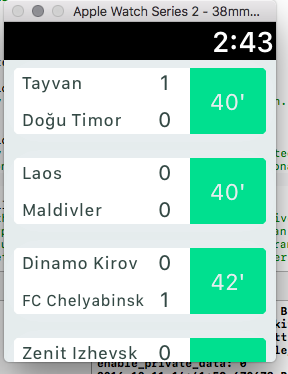 Apple Watch Series 2 - 38mm...
2:43
Tayvan 1
40'
Doğu Timor 0
Laos 0
40'
Maldivler 0
Dinamo Kirov 0
42'
FC Chelyabinsk 1
Zenit Izhevsk 0
enable_private_data: 0